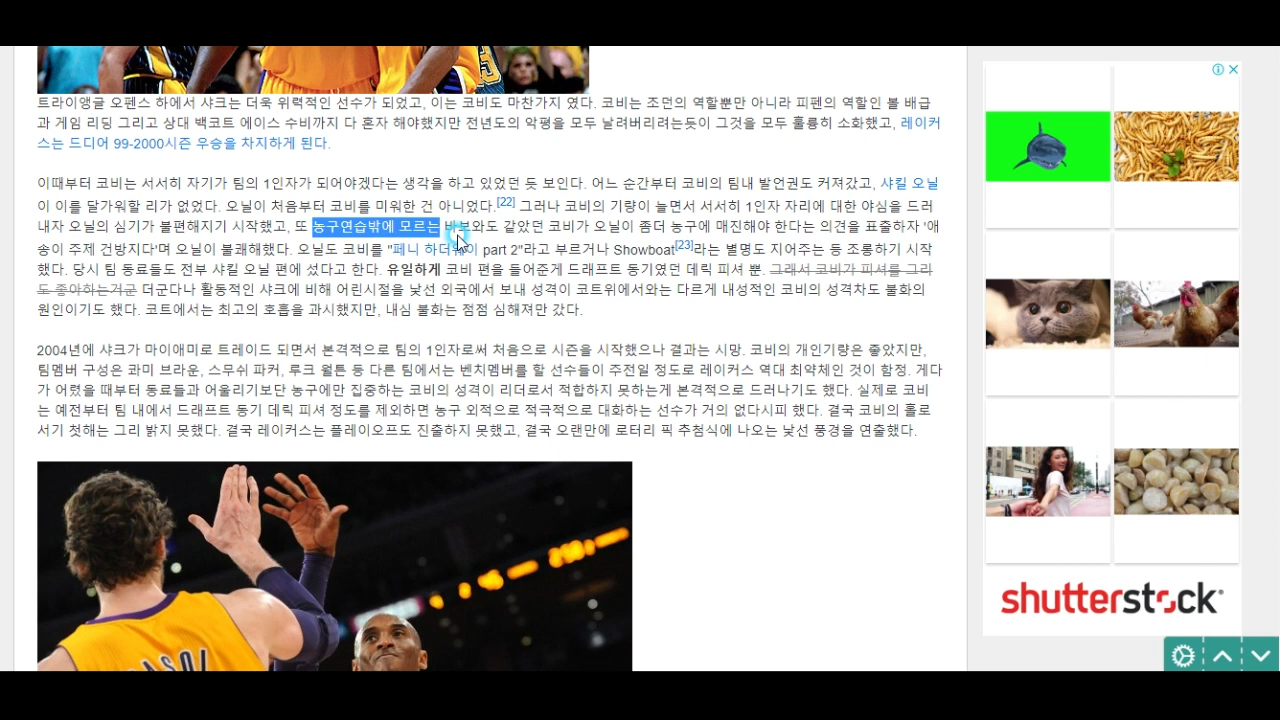 트라이앵글 오펜스 하에서 샤크는 더욱 위력적인 선수가 되었고, 이는 코비도 마찬가지 였다. 코비는 조던의 역할뿐만 아니라 피펜의 역할인 볼 배급
과 게임 리딩 그리고 상대 백코트 에이스 수비까지 다 혼자 해야했지만 전년도의 악평을 모두 날려버리려는듯이 그것을 모두 훌륭히 소화했고, 레이커
스는 드디어 99-2000시즌 우승을 차지하게 된다.
이때부터 코비는 서서히 자기가 팀의 1인자가 되어야겠다는 생각을 하고 있었던 듯 보인다. 어느 순간부터 코비의 팀내 발언권도 커져갔고, 샤킬 오닐
이 이를 달가워할 리가 없었다. 오닐이 처음부터 코비를 미워한 건 아니었다.[22] 그러나 코비의 기량이 늘면서 서서히 1인자 자리에 대한 야심을 드러
내자 오닐의 심기가 불편해지기 시작했고, 또 농구연습밖에 모르는 바보와도 같았던 코비가 오닐이 좀더 농구에 매진해야 한다는 의견을 표출하자 '애
송이 주제 건방지다'며 오닐이 불쾌해했다. 오닐도 코비를 "페니 하더웨이 part 2"라고 부르거나 Showboat[23]라는 별명도 지어주는 등 조롱하기 시작
했다. 당시 팀 동료들도 전부 샤킬 오닐 편에 섰다고 한다. 유일하게 코비 편을 들어준게 드래프트 동기였던 데릭 피셔 뿐. 그래서 코비가 피셔를 그리
도 좋아하는거군 더군다나 활동적인 샤크에 비해 어린시절을 낯선 외국에서 보내 성격이 코트위에서와는 다르게 내성적인 코비의 성격차도 불화의
원인이기도 했다. 코트에서는 최고의 호흡을 과시했지만, 내심 불화는 점점 심해져만 갔다.
2004년에 샤크가 마이애미로 트레이드 되면서 본격적으로 팀의 1인자로써 처음으로 시즌을 시작했으나 결과는 시망. 코비의 개인기량은 좋았지만,
팀멤버 구성은 콰미 브라운, 스무쉬 파커, 루크 월튼 등 다른 팀에서는 벤치멤버를 할 선수들이 주전일 정도로 레이커스 역대 최약체인 것이 함정. 게다
가 어렸을 때부터 동료들과 어울리기보단 농구에만 집중하는 코비의 성격이 리더로서 적합하지 못하는게 본격적으로 드러나기도 했다. 실제로 코비
는 예전부터 팀 내에서 드래프트 동기 데릭 피셔 정도를 제외하면 농구 외적으로 적극적으로 대화하는 선수가 거의 없다시피 했다. 결국 코비의 홀로
서기 첫해는 그리 밝지 못했다. 결국 레이커스는 플레이오프도 진출하지 못했고, 결국 오랜만에 로터리 픽 추첨식에 나오는 낯선 풍경을 연출했다.
GASOL
shutterstock